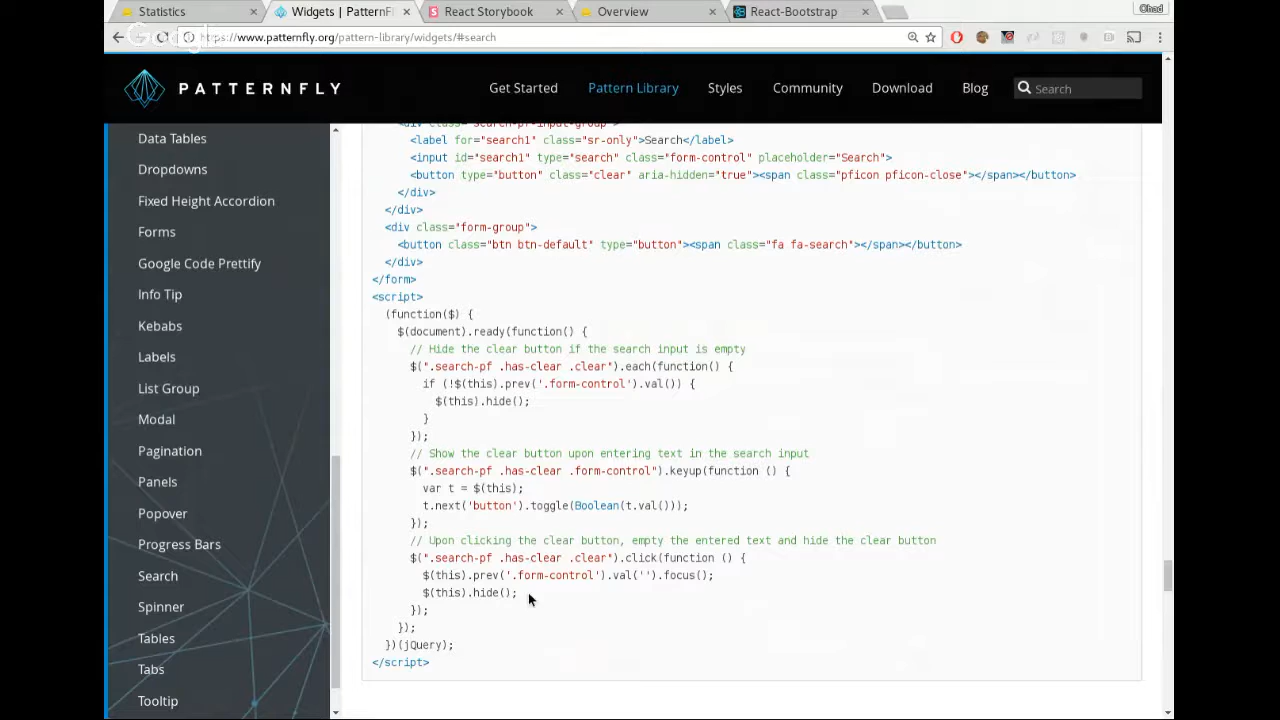 Statistics
Widgets | PatternFl
React Storybook
Overview
React-Bootstrap
Ohad
https://www.patternfly.org/pattern-library/widgets/#search
PATTERNFLY
Get Started
Pattern Library
Styles
Community
Download
Blog
Search
Data Tables
Dropdowns
Fixed Height Accordion
Forms
Google Code Prettify
Info Tip
Kebabs
Labels
List Group
Modal
Pagination
Panels
Popover
Progress Bars
Search
Spinner
Tables
Tabs
Tooltip
<div class="search-pf-input-group">
<label for="search1" class="sr-only">Search</label>
<input id="search1" type="search" class="form-control" placeholder="Search">
<button type="button" class="clear" aria-hidden="true"><span class="pficon pficon-close"></span></button>
</div>
</div>
<div class="form-group">
<button class="btn btn-default" type="button"><span class="fa fa-search"></span></button>
</div>
</form>
<script>
(function($) {
$(document).ready(function() {
// Hide the clear button if the search input is empty
$(".search-pf .has-clear .clear").each(function() {
if (!$(this).prev('.form-control').val()) {
$(this).hide();
}
});
// Show the clear button upon entering text in the search input
$(".search-pf .has-clear .form-control").keyup(function () {
var t = $(this);
t.next('button').toggle(Boolean(t.val()));
});
// Upon clicking the clear button, empty the entered text and hide the clear button
$(".search-pf .has-clear .clear").click(function () {
$(this).prev('.form-control').val('').focus();
$(this).hide();
});
});
})(jQuery);
</script>